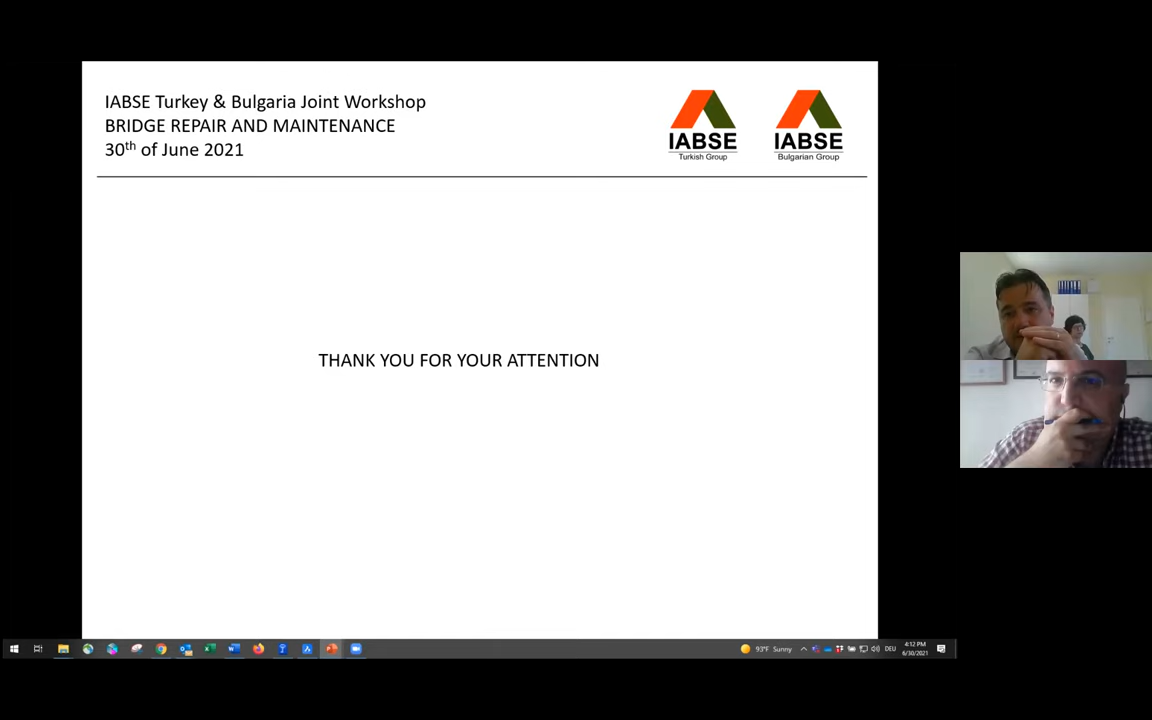 IABSE Turkey & Bulgaria Joint Workshop
BRIDGE REPAIR AND MAINTENANCE
30th of June 2021
IABSE
Turkish Group
IABSE
Bulgarian Group
THANK YOU FOR YOUR ATTENTION
93°F Sunny
DEU
4:12 PM
6/30/2021